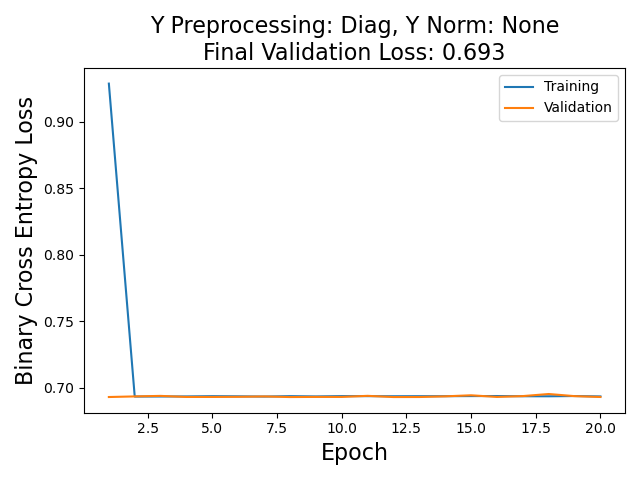 Y Preprocessing: Diag, Y Norm: None
Final Validation Loss: 0.693
Training
Validation
Binary Cross Entropy Loss
0.90
0.85
0.80
0.75
0.70
2.5 5.0 7.5 10.0 12.5 15.0 17.5 20.0
Epoch